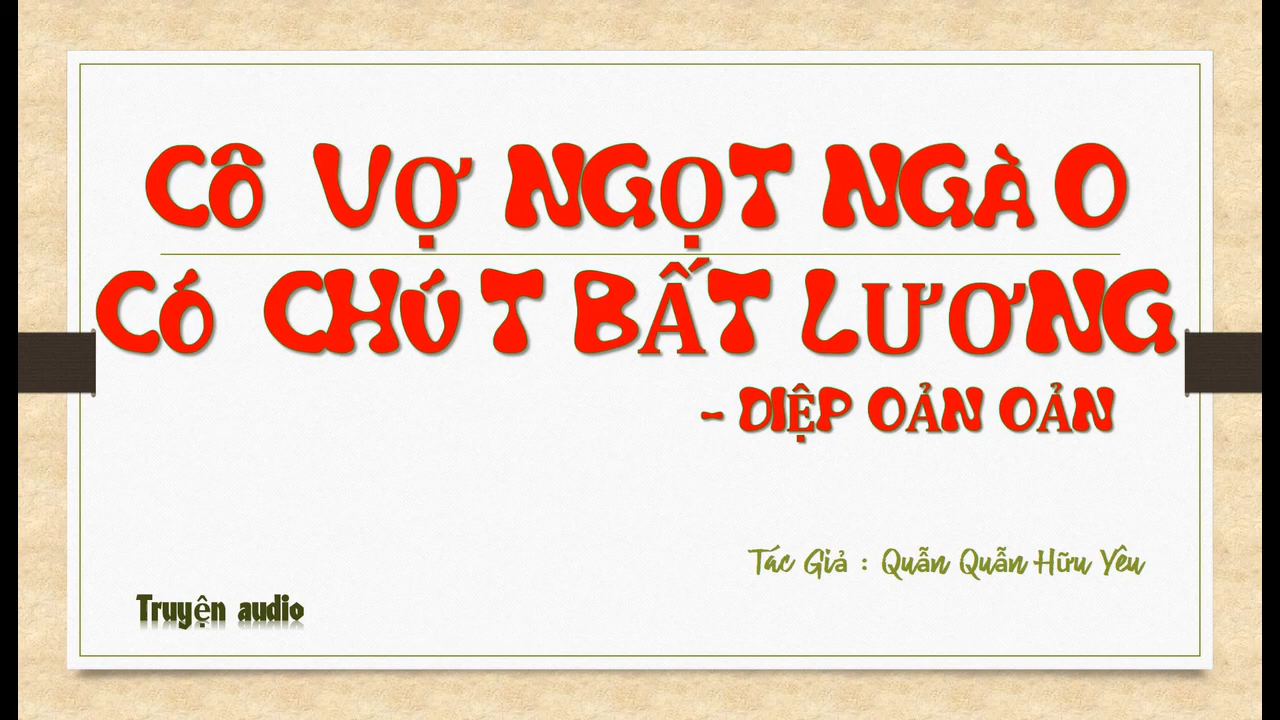 CÔ VỢ NGỌT NGÀO
CÓ CHÚT BẤT LƯƠNG
- DIỆP OẢN OẢN
Tác Giả : Quẫn Quẫn Hữu Yêu
Truyện audio